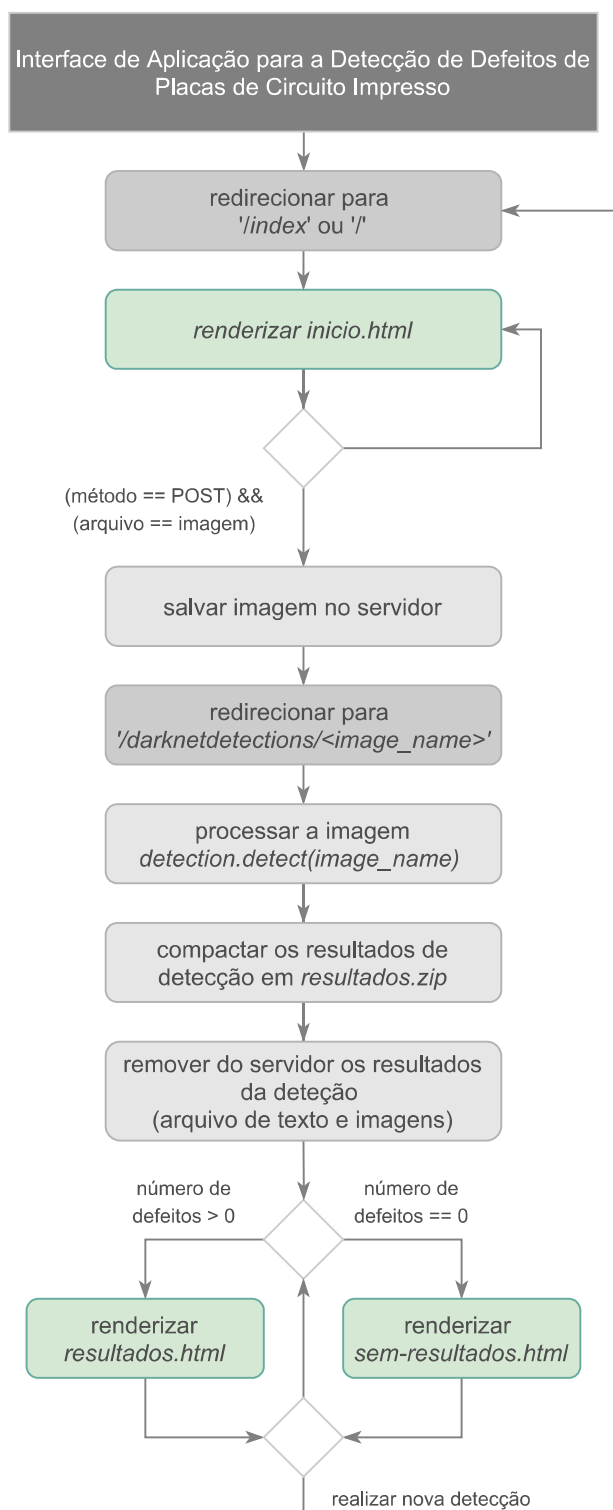 Interface de Aplicação para a Detecção de Defeitos de
Placas de Circuito Impresso
redirecionar para
'/index' ou '/'
renderizar inicio.html
(método == POST) &&
(arquivo == imagem)
salvar imagem no servidor
redirecionar para
'/darknetdetections/<image_name>'
processar a imagem
detection.detect(image_name)
compactar os resultados de
detecção em resultados.zip
remover do servidor os resultados
da deteção
(arquivo de texto e imagens)
número de
defeitos > 0
número de
defeitos == 0
renderizar
resultados.html
renderizar
sem-resultados.html
realizar nova detecção